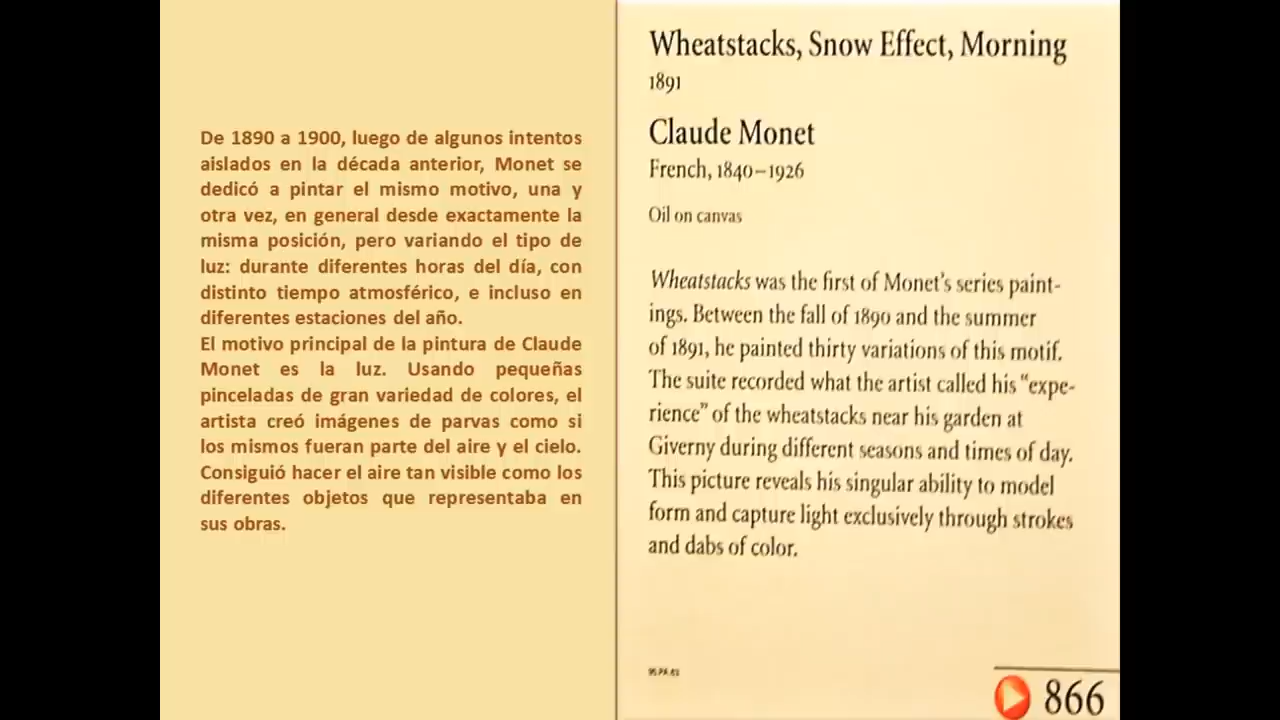 De 1890 a 1900, luego de algunos intentos
aislados en la década anterior, Monet se
dedicó a pintar el mismo motivo, una y
otra vez, en general desde exactamente la
misma posición, pero variando el tipo de
luz: durante diferentes horas del día, con
distinto tiempo atmosférico, e incluso en
diferentes estaciones del año.
El motivo principal de la pintura de Claude
Monet es la luz. Usando pequeñas
pinceladas de gran variedad de colores, el
artista creó imágenes de parvas como si
los mismos fueran parte del aire y el cielo.
Consiguió hacer el aire tan visible como los
diferentes objetos que representaba en
sus obras.
Wheatstacks, Snow Effect, Morning
1891
Claude Monet
French, 1840–1926
Oil on canvas
Wheatstacks was the first of Monet's series paint-
ings. Between the fall of 1890 and the summer
of 1891, he painted thirty variations of this motif.
The suite recorded what the artist called his "expe-
rience" of the wheatstacks near his garden at
Giverny during different seasons and times of day.
This picture reveals his singular ability to model
form and capture light exclusively through strokes
and dabs of color.
866